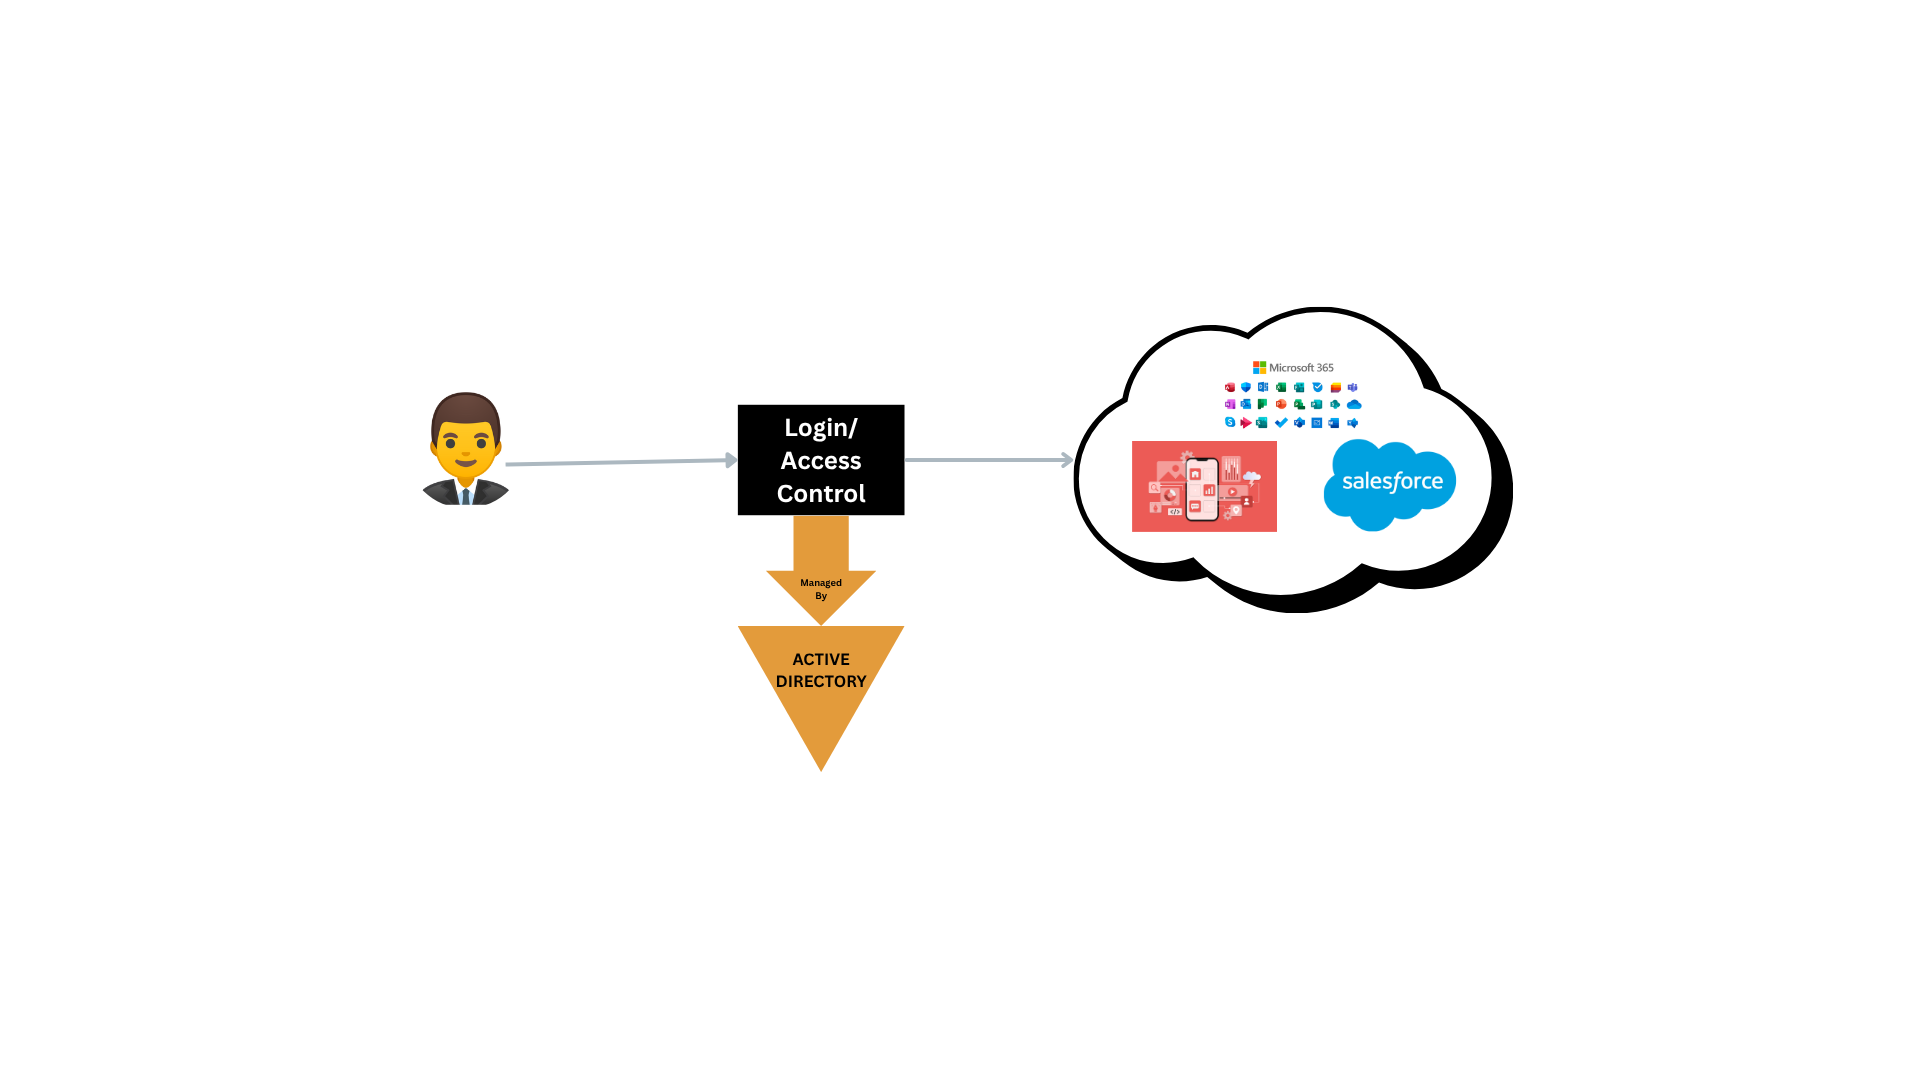 Microsoft 365
Login/
Access
Control
salesforce
</>
Managed
By
ACTIVE
DIRECTORY